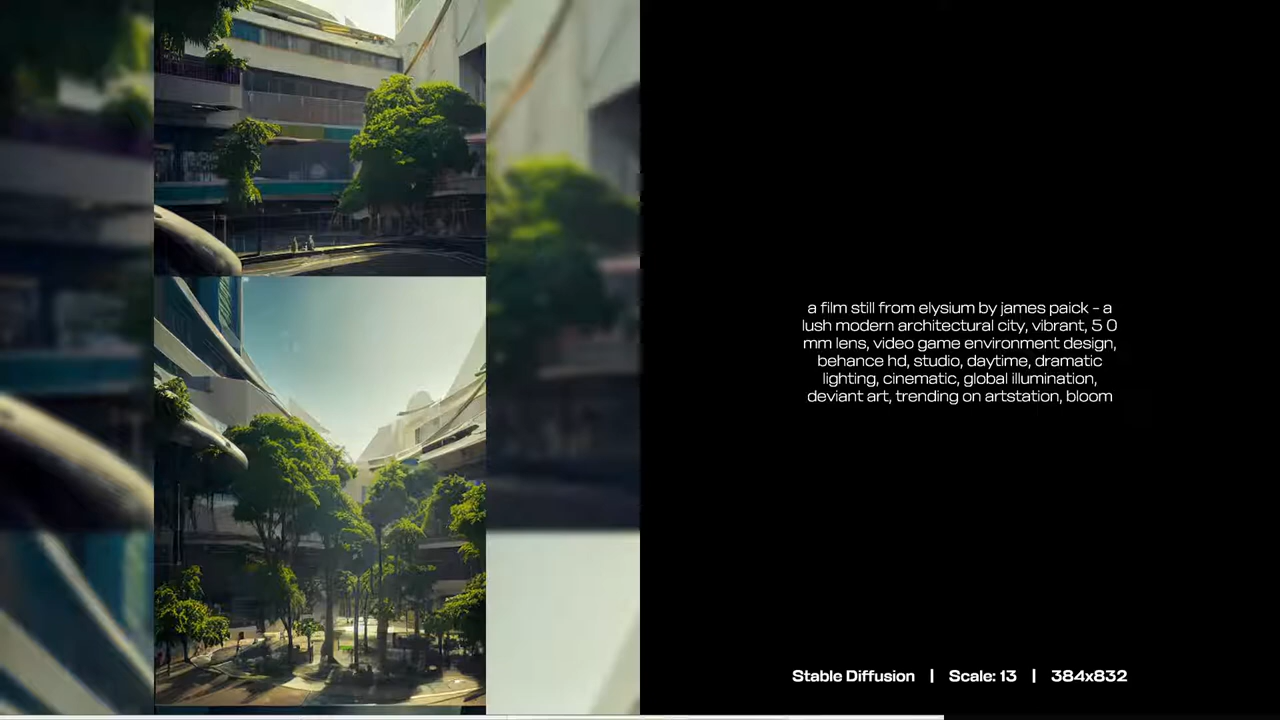 a film still from elysium by james paick - a
lush modern architectural city, vibrant, 5 0
mm lens, video game environment design,
behance hd, studio, daytime, dramatic
lighting, cinematic, global illumination,
deviant art, trending on artstation, bloom
Stable Diffusion | Scale: 13 | 384x832